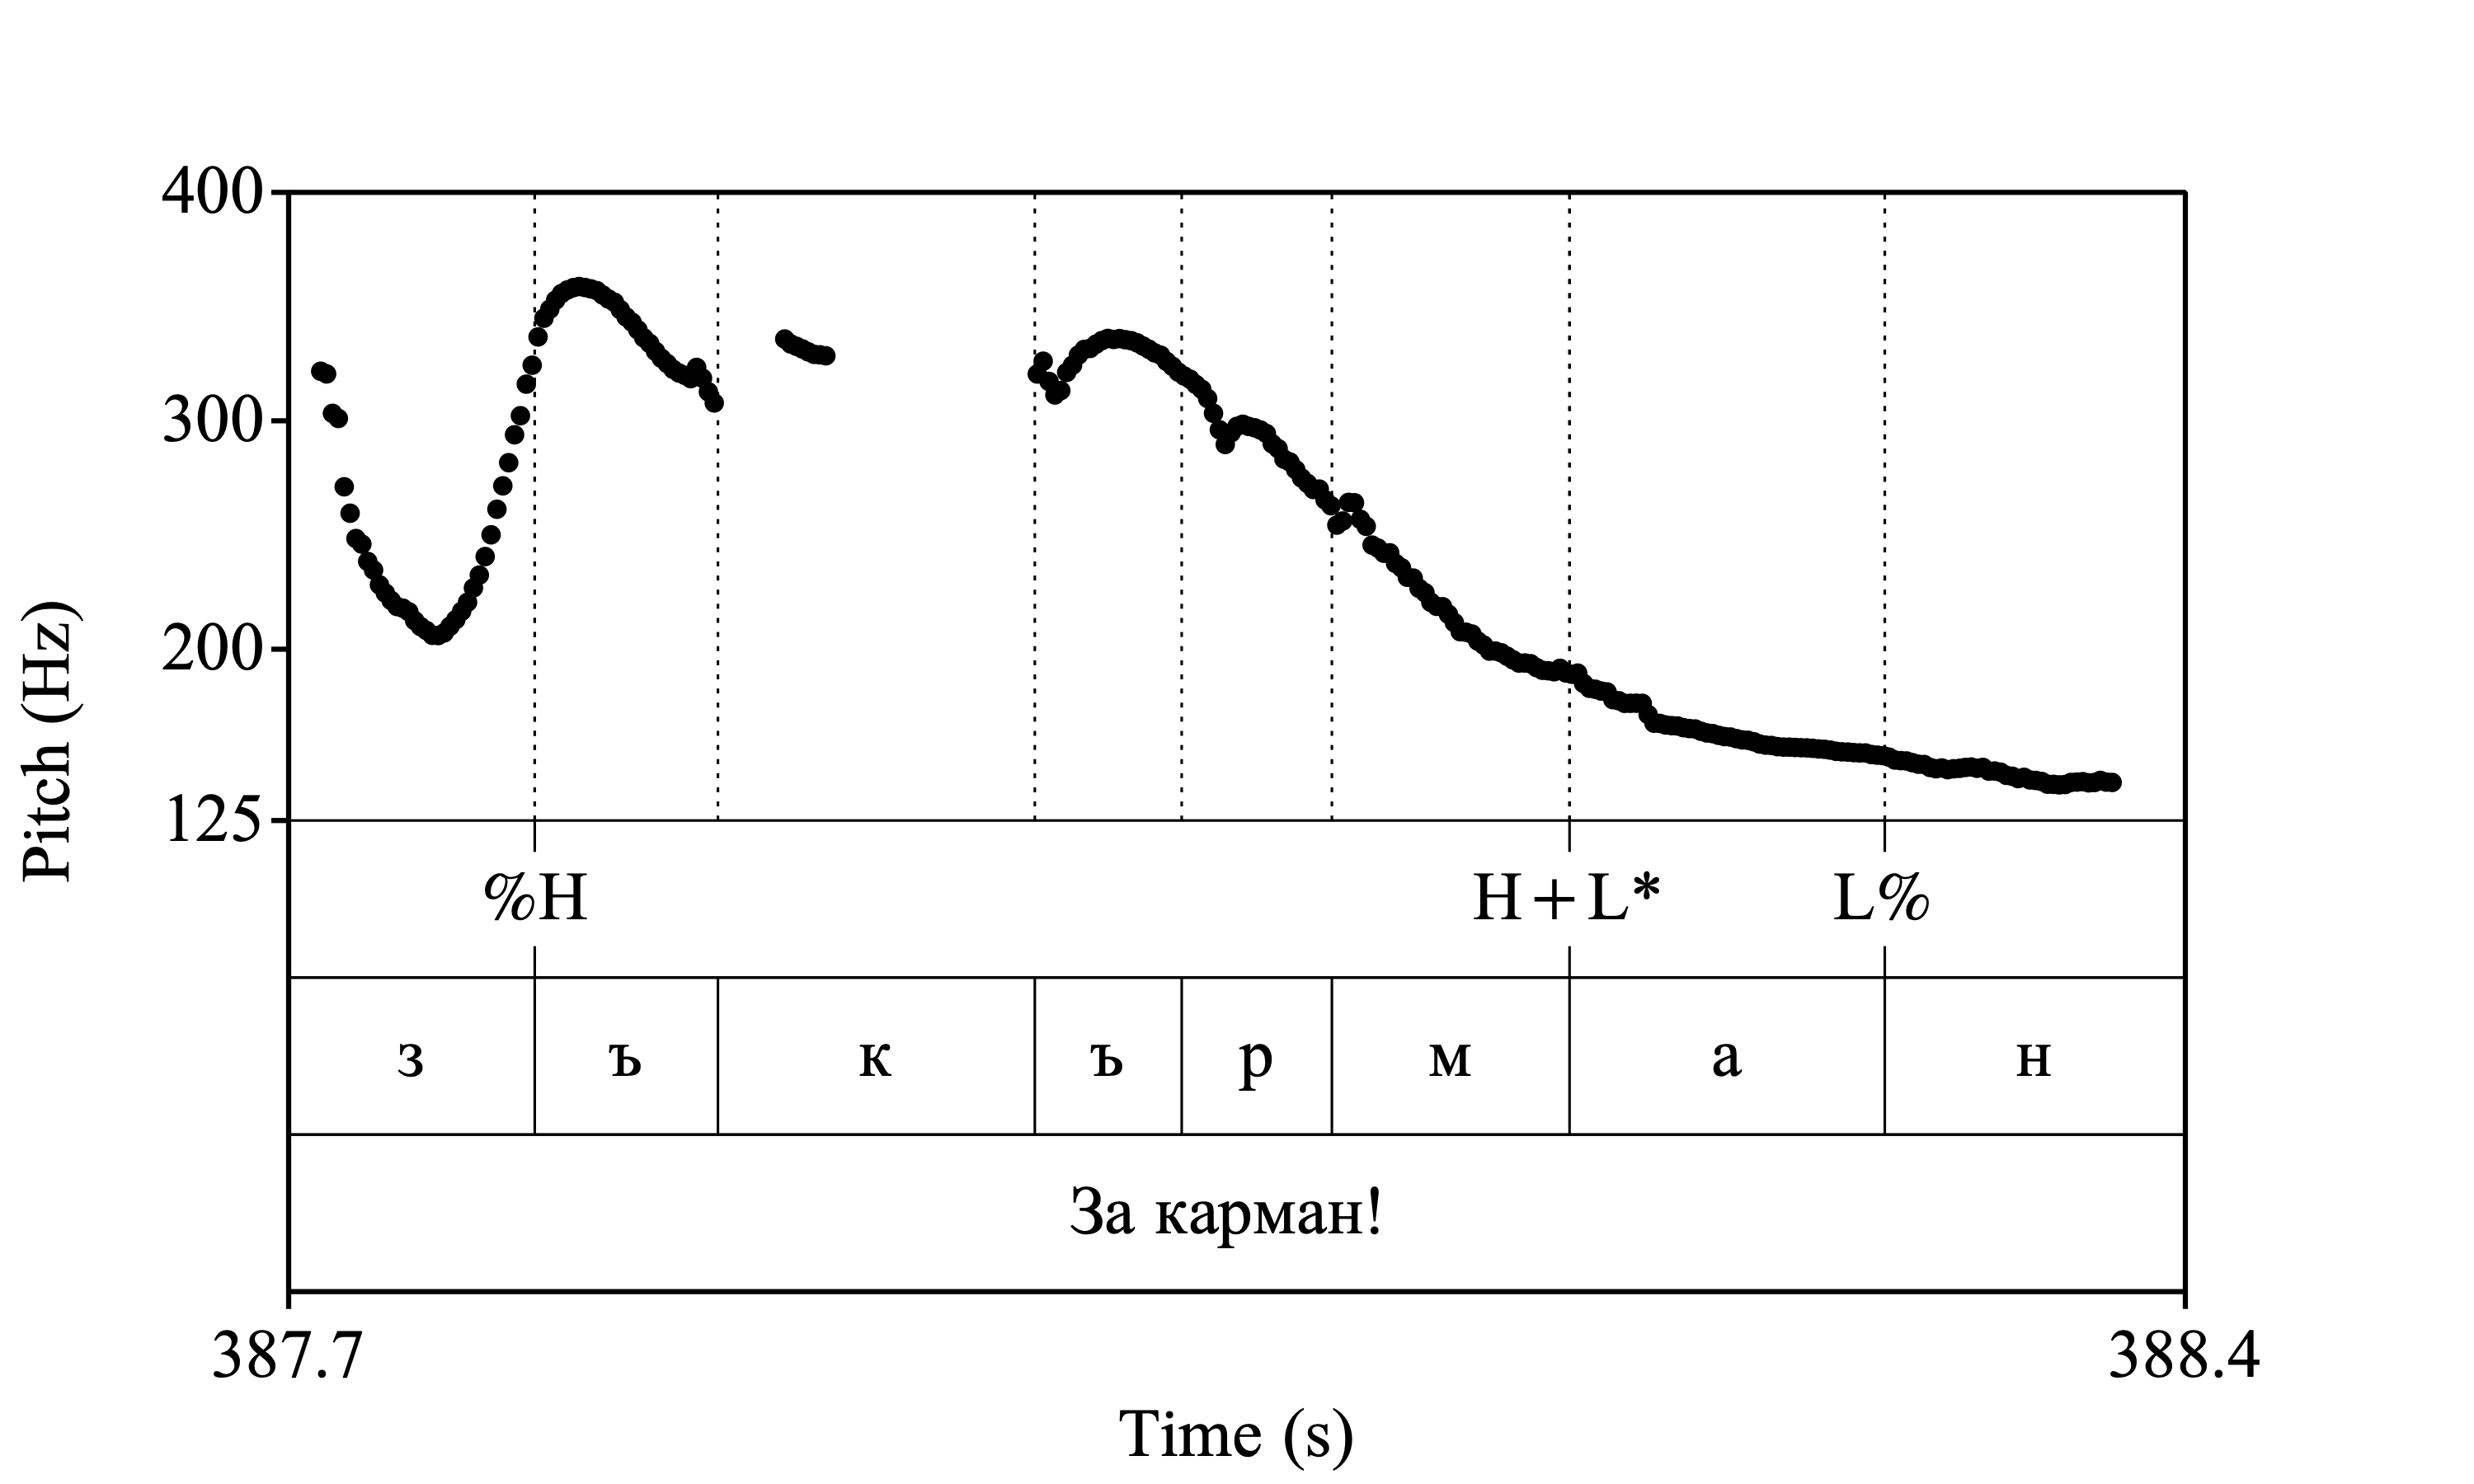 400
300
200
125
Pitch (Hz)
%H H+L* L%
з ъ к ъ р м а н
За карман!
387.7 388.4
Time (s)